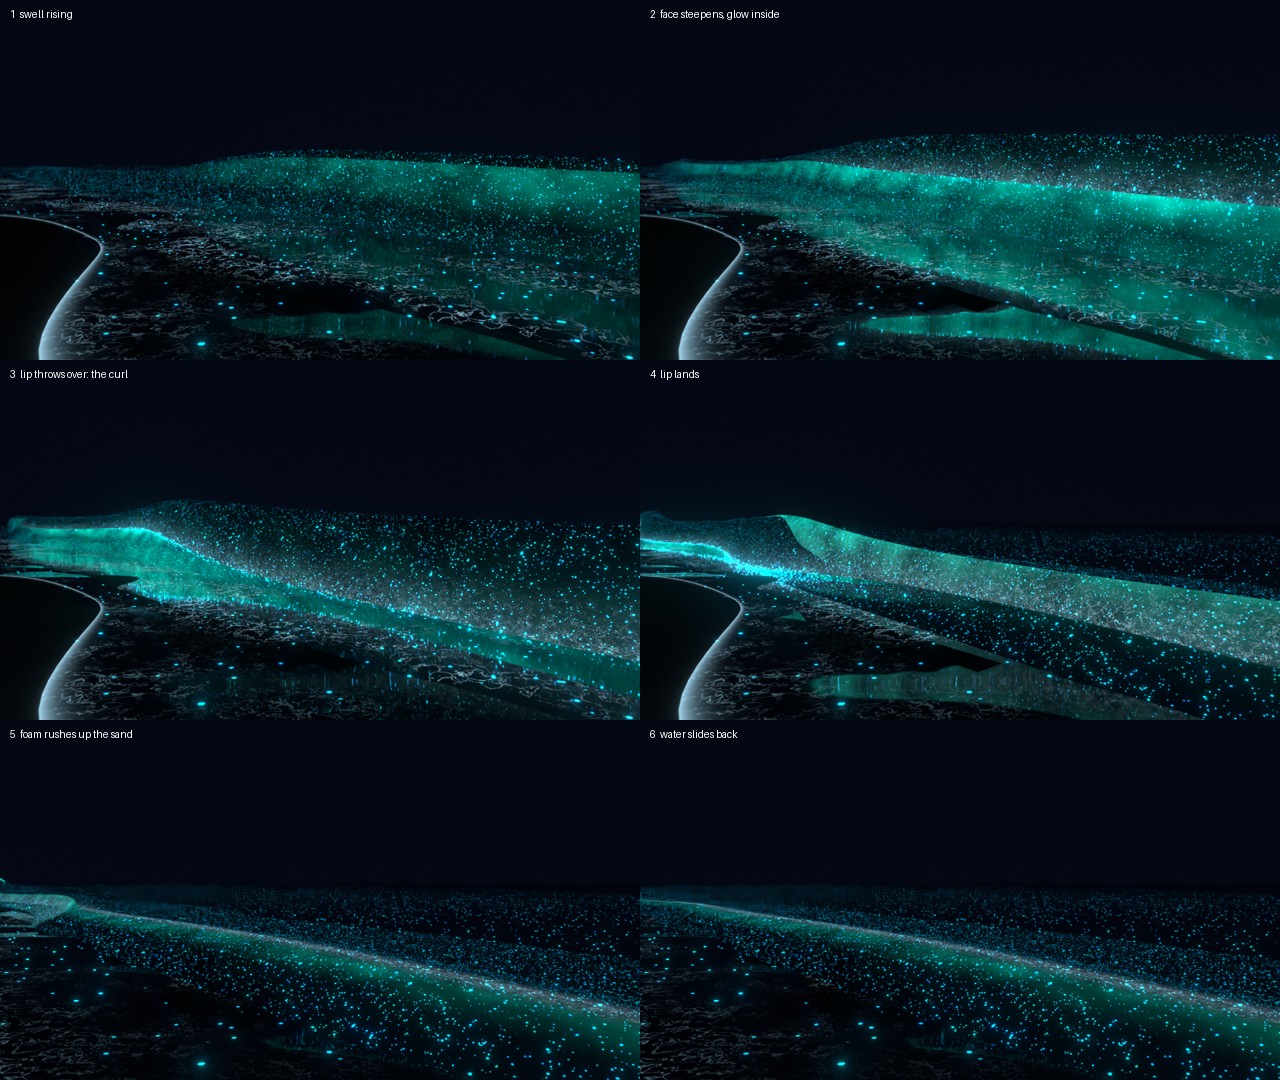 1 swell rising
2 face steepens, glow inside
3 lip throws over: the curl
4 lip lands
5 foam rushes up the sand
6 water slides back